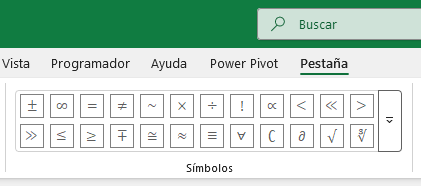 Buscar
Vista Programador Ayuda Power Pivot Pestaña
± ∞ = ≠ ~ × ÷ ! ∝ < ≪ >
≫ ≤ ≥ ∓ ≅ ≈ ≡ ∀ ∁ ∂ √ ∛
Símbolos